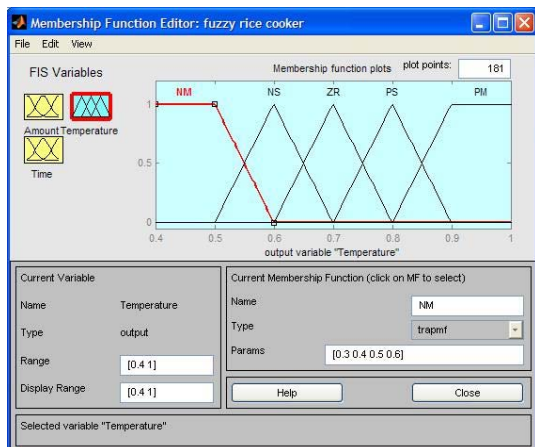 Membership Function Editor: fuzzy rice cooker
File Edit View
FIS Variables
Amount Temperature
Time
Membership function plots
plot points:
181
NM NS ZR PS PM
1
0.5
0
0.4 0.5 0.6 0.7 0.8 0.9 1
output variable "Temperature"
Current Variable
Name Temperature
Type output
Range [0.4 1]
Display Range [0.4 1]
Current Membership Function (click on MF to select)
Name NM
Type trapmf
Params [0.3 0.4 0.5 0.6]
Help Close
Selected variable "Temperature"